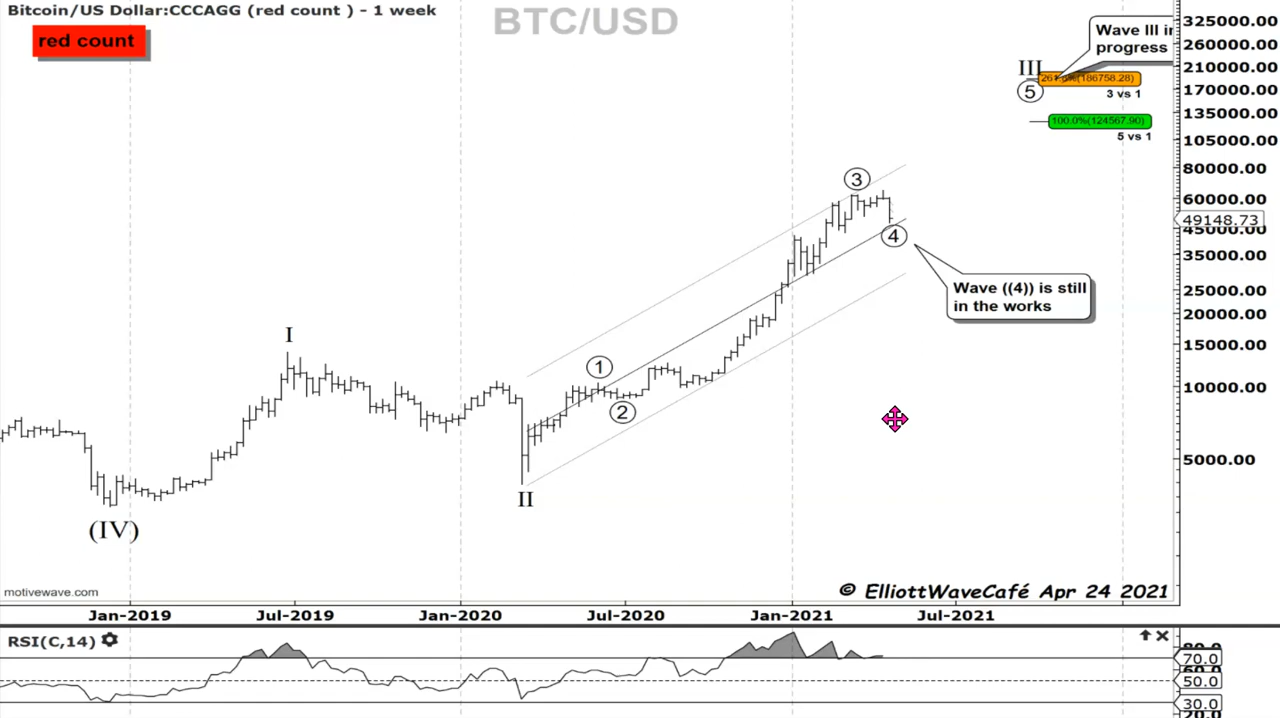 Bitcoin/US Dollar:CCCAGG (red count ) - 1 week
BTC/USD
red count
Wave III in
progress
III
5
261.8%(186758.28)
3 vs 1
100.0%(124567.90)
5 vs 1
325000.00
260000.00
210000.00
170000.00
135000.00
105000.00
80000.00
60000.00
49148.73
45000.00
35000.00
25000.00
20000.00
15000.00
10000.00
5000.00
3
4
Wave ((4)) is still
in the works
I
1
2
II
(IV)
motivewave.com
© ElliottWaveCafé Apr 24 2021
Jan-2019
Jul-2019
Jan-2020
Jul-2020
Jan-2021
Jul-2021
RSI(C,14)
70.0
50.0
30.0